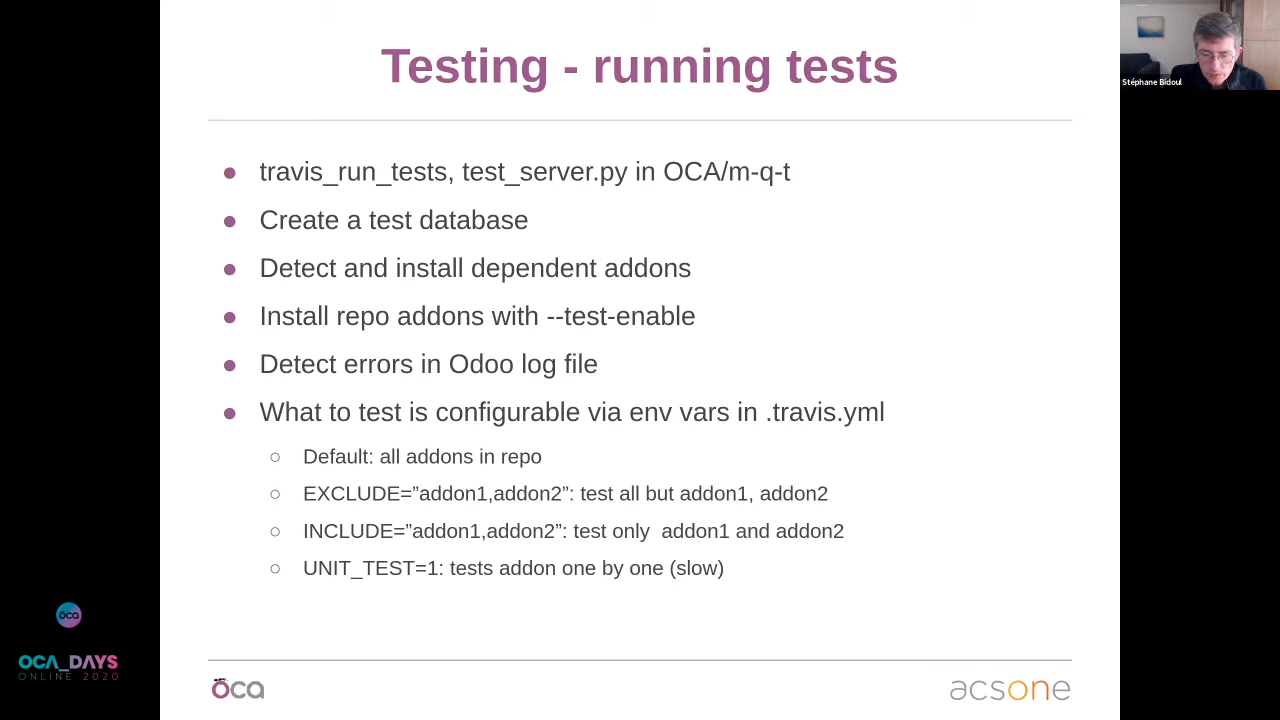 Testing - running tests
Stéphane Bidoul
● travis_run_tests, test_server.py in OCA/m-q-t
● Create a test database
● Detect and install dependent addons
● Install repo addons with --test-enable
● Detect errors in Odoo log file
● What to test is configurable via env vars in .travis.yml
○ Default: all addons in repo
○ EXCLUDE=”addon1,addon2”: test all but addon1, addon2
○ INCLUDE=”addon1,addon2”: test only  addon1 and addon2
○ UNIT_TEST=1: tests addon one by one (slow)
oca
OCA_DAYS
ONLINE 2020
oca
acsone